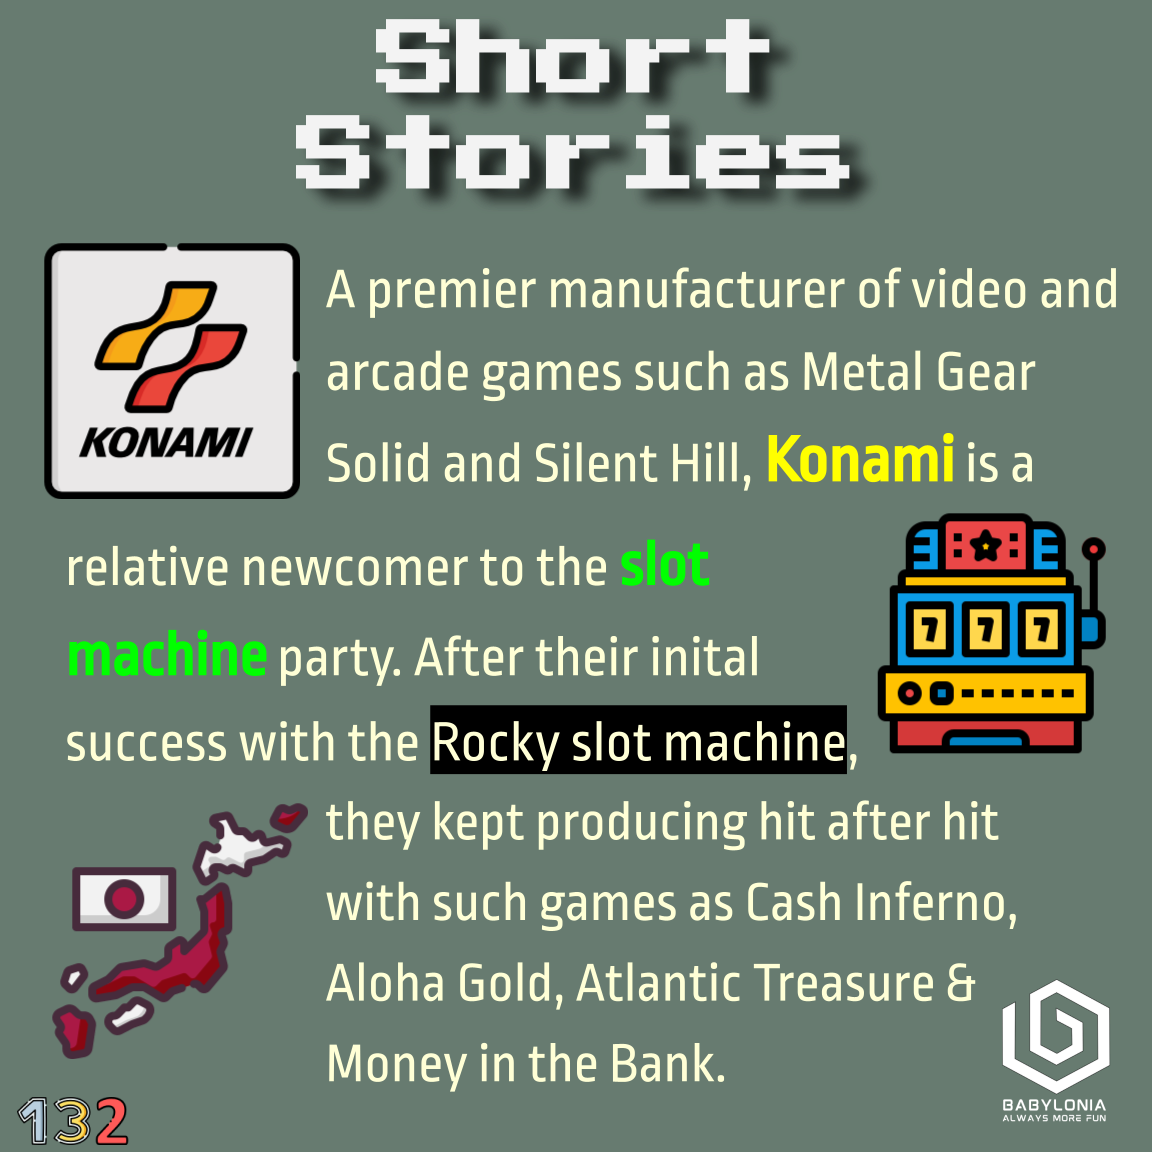 Short
Stories
KONAMI
A premier manufacturer of video and
arcade games such as Metal Gear
Solid and Silent Hill, Konami is a
relative newcomer to the slot
machine party. After their inital
success with the Rocky slot machine,
7 7 7
they kept producing hit after hit
with such games as Cash Inferno,
Aloha Gold, Atlantic Treasure &
Money in the Bank.
BABYLONIA
ALWAYS MORE FUN
132